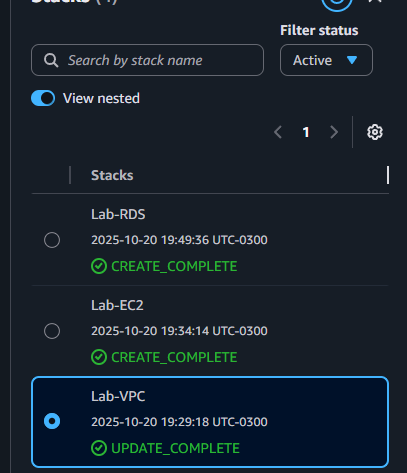 Stacks (4)
Filter status
Search by stack name
Active
View nested
1
Stacks
Lab-RDS
2025-10-20 19:49:36 UTC-0300
CREATE_COMPLETE
Lab-EC2
2025-10-20 19:34:14 UTC-0300
CREATE_COMPLETE
Lab-VPC
2025-10-20 19:29:18 UTC-0300
UPDATE_COMPLETE